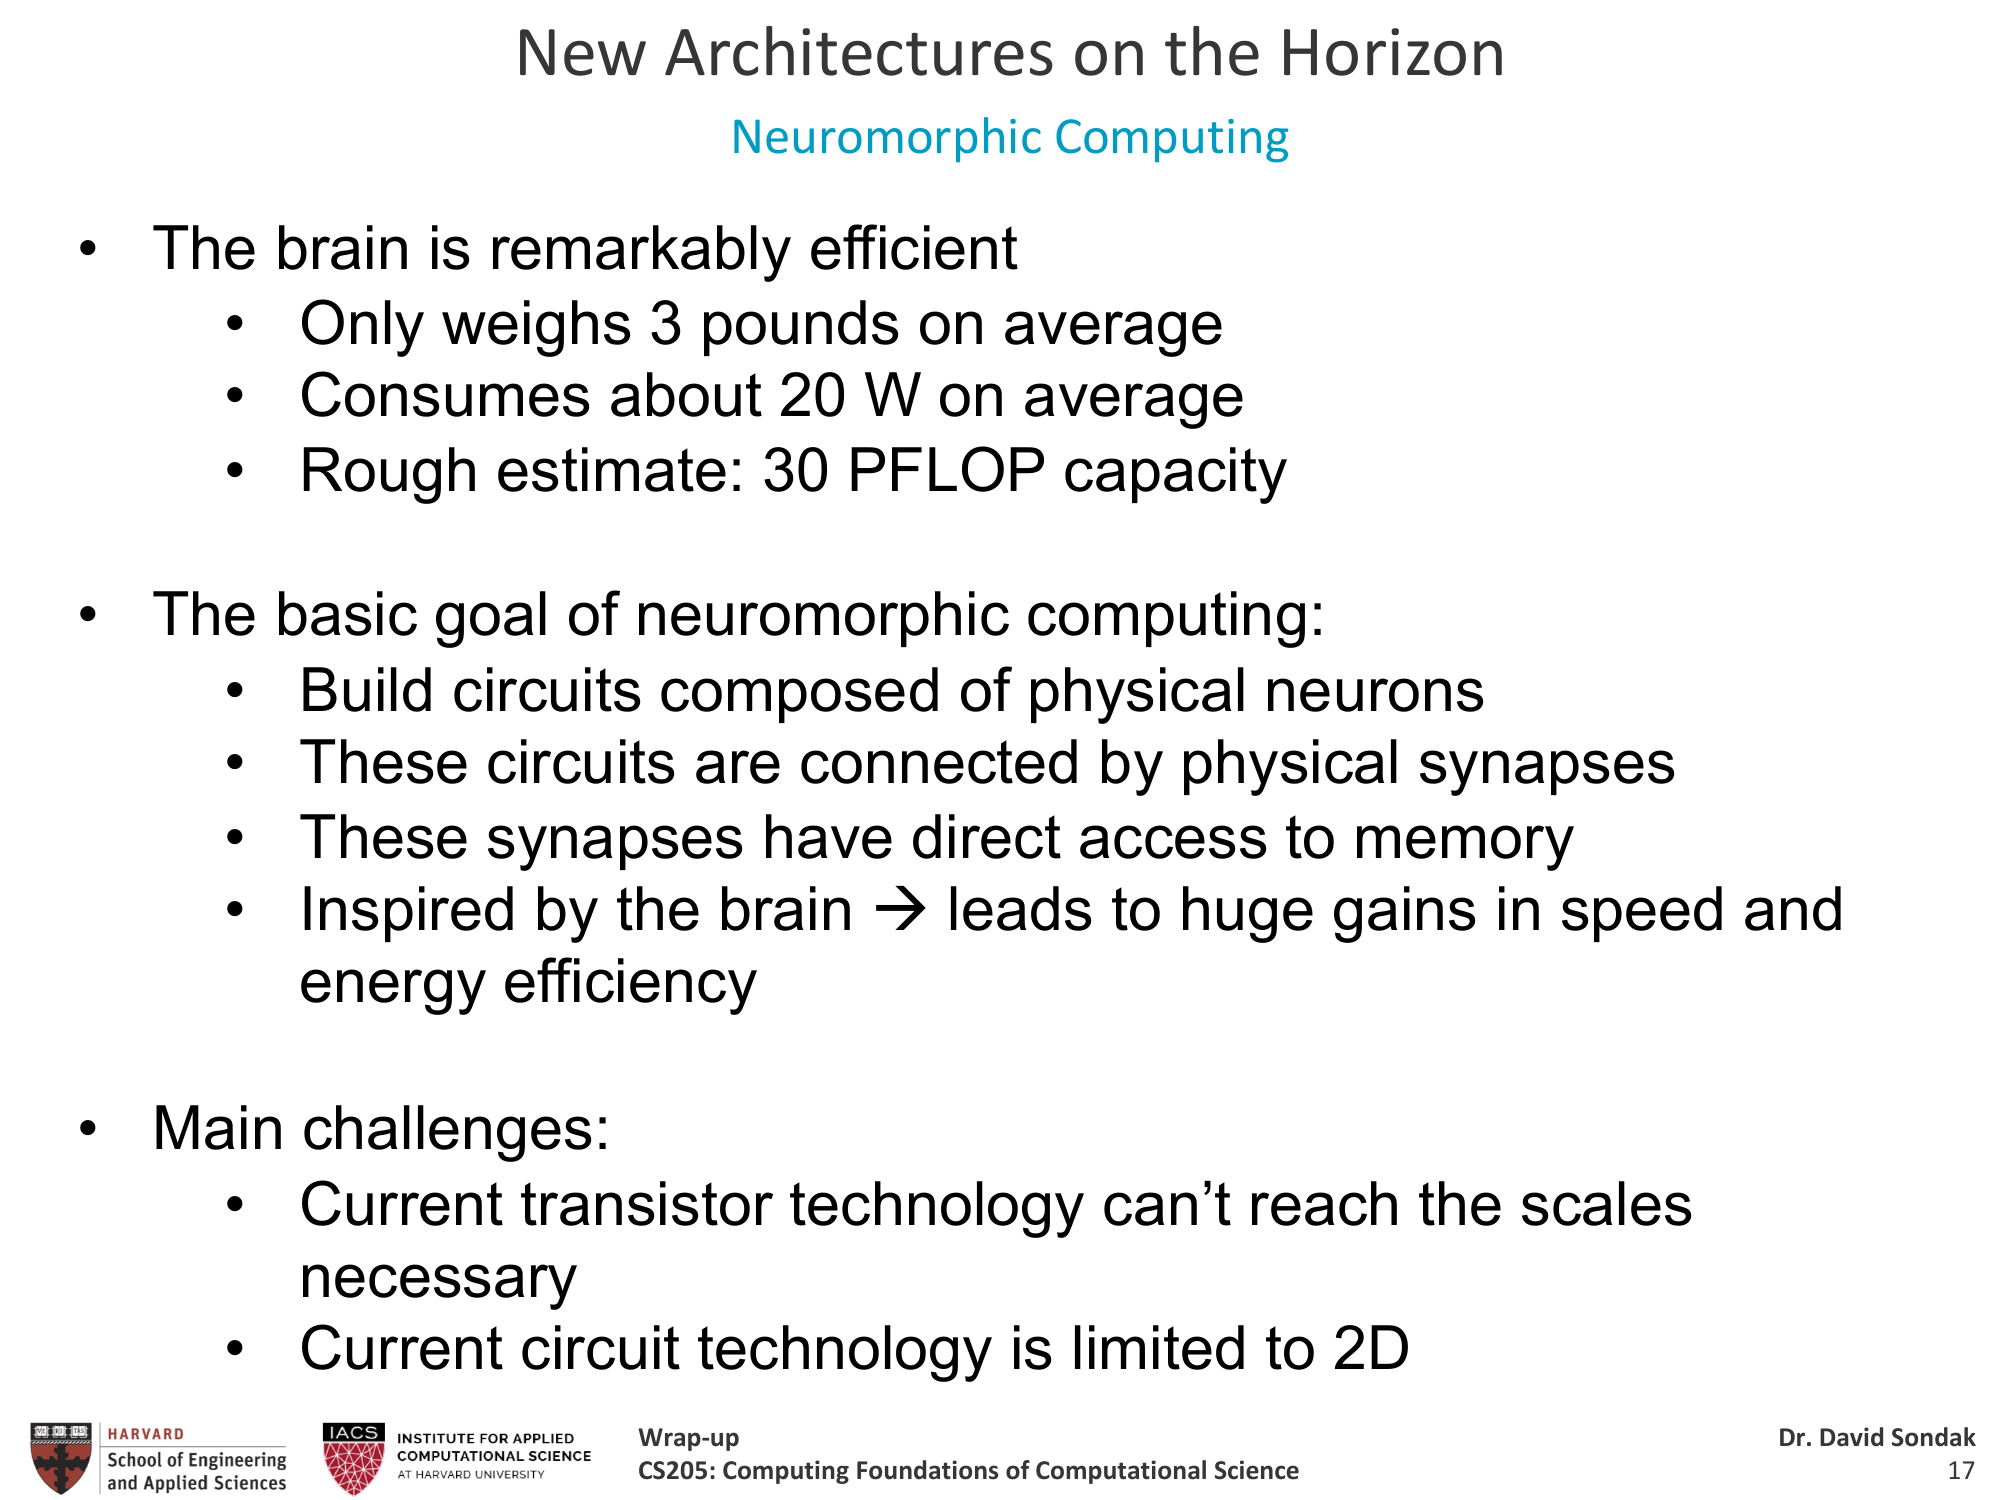 New Architectures on the Horizon
Neuromorphic Computing
• The brain is remarkably efficient
• Only weighs 3 pounds on average
• Consumes about 20 W on average
• Rough estimate: 30 PFLOP capacity
• The basic goal of neuromorphic computing:
• Build circuits composed of physical neurons
• These circuits are connected by physical synapses
• These synapses have direct access to memory
• Inspired by the brain → leads to huge gains in speed and
energy efficiency
• Main challenges:
• Current transistor technology can’t reach the scales
necessary
• Current circuit technology is limited to 2D
HARVARD
School of Engineering
and Applied Sciences
IACS
INSTITUTE FOR APPLIED
COMPUTATIONAL SCIENCE
AT HARVARD UNIVERSITY
Wrap-up
CS205: Computing Foundations of Computational Science
Dr. David Sondak
17